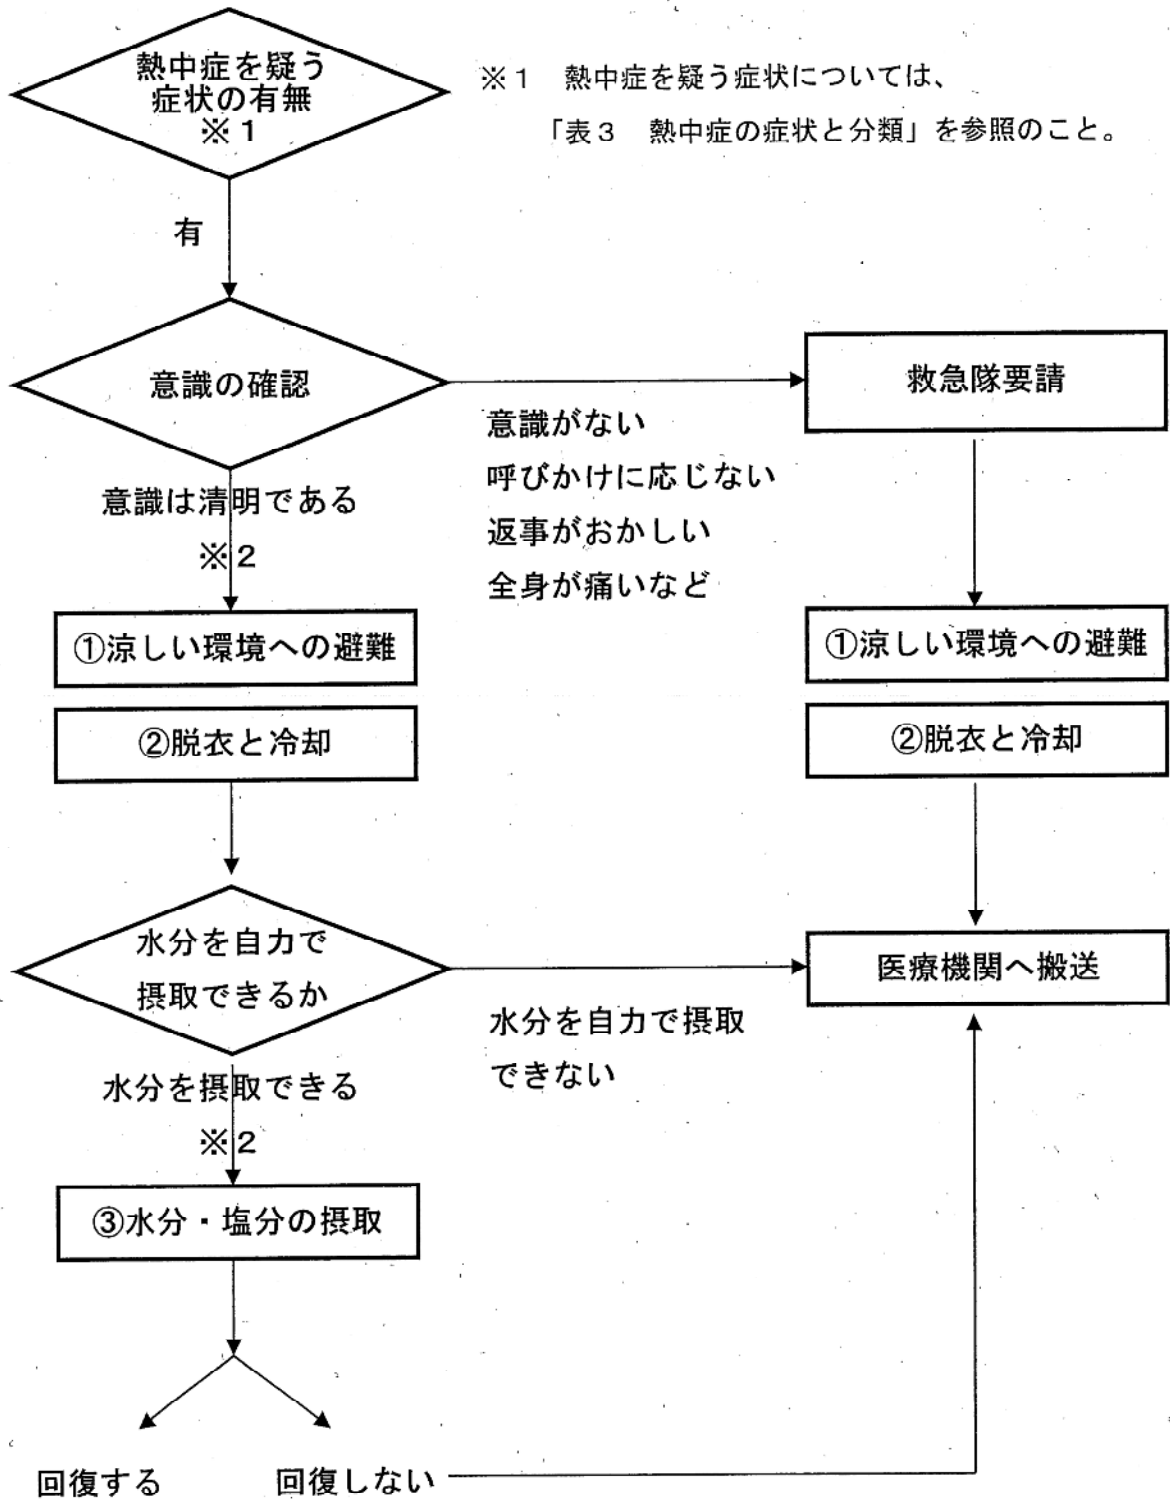 熱中症を疑う
症状の有無
※1
※1　熱中症を疑う症状については、
「表3　熱中症の症状と分類」を参照のこと。
有
意識の確認
救急隊要請
意識がない
呼びかけに応じない
返事がおかしい
全身が痛いなど
意識は清明である
※2
①涼しい環境への避難
①涼しい環境への避難
②脱衣と冷却
②脱衣と冷却
水分を自力で
摂取できるか
医療機関へ搬送
水分を自力で摂取
できない
水分を摂取できる
※2
③水分・塩分の摂取
回復する
回復しない